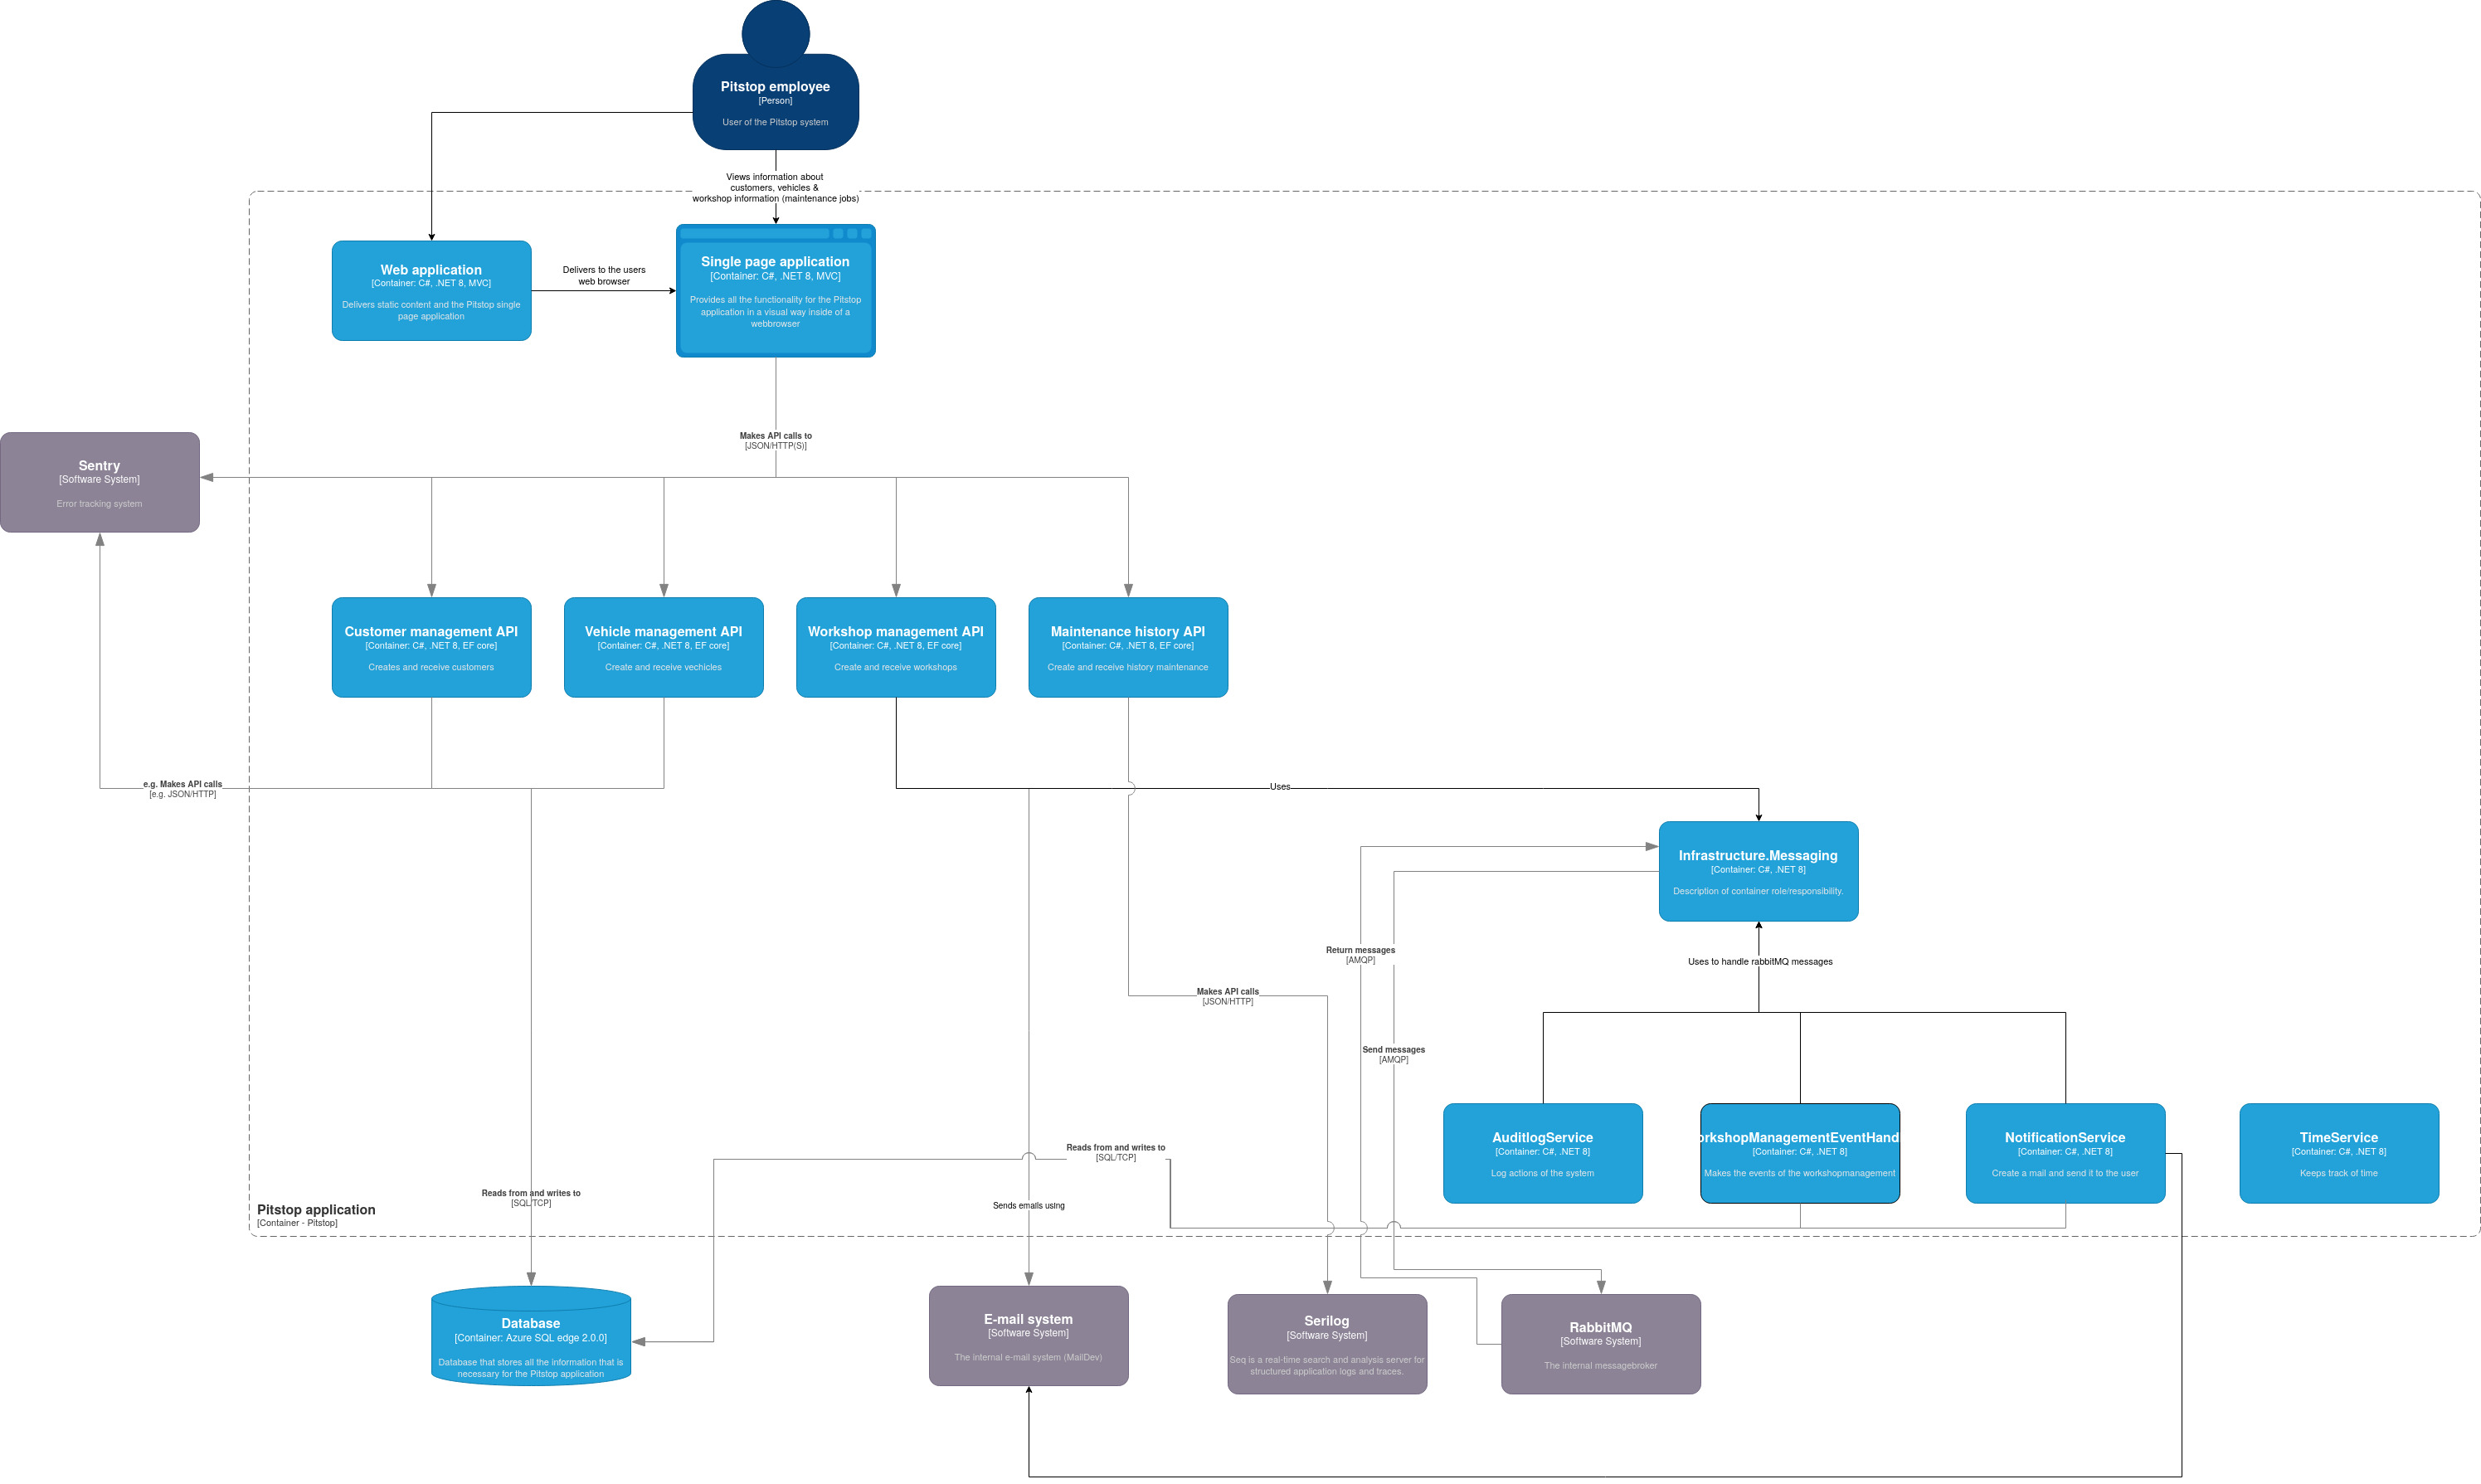 Pitstop employee
[Person]
User of the Pitstop system
Views information about
customers, vehicles &
workshop information (maintenance jobs)
Web application
[Container: C#, .NET 8, MVC]
Delivers static content and the Pitstop single
page application
Delivers to the users
web browser
Single page application
[Container: C#, .NET 8, MVC]
Provides all the functionality for the Pitstop
application in a visual way inside of a
webbrowser
Makes API calls to
[JSON/HTTP(S)]
Sentry
[Software System]
Error tracking system
Customer management API
[Container: C#, .NET 8, EF core]
Creates and receive customers
Vehicle management API
[Container: C#, .NET 8, EF core]
Create and receive vechicles
Workshop management API
[Container: C#, .NET 8, EF core]
Create and receive workshops
Maintenance history API
[Container: C#, .NET 8, EF core]
Create and receive history maintenance
e.g. Makes API calls
[e.g. JSON/HTTP]
Uses
Infrastructure.Messaging
[Container: C#, .NET 8]
Description of container role/responsibility.
Return messages
[AMQP]
Uses to handle rabbitMQ messages
Makes API calls
[JSON/HTTP]
Send messages
[AMQP]
AuditlogService
[Container: C#, .NET 8]
Log actions of the system
orkshopManagementEventHand
[Container: C#, .NET 8]
Makes the events of the workshopmanagement
NotificationService
[Container: C#, .NET 8]
Create a mail and send it to the user
TimeService
[Container: C#, .NET 8]
Keeps track of time
Reads from and writes to
[SQL/TCP]
Reads from and writes to
[SQL/TCP]
Sends emails using
Pitstop application
[Container - Pitstop]
Database
[Container: Azure SQL edge 2.0.0]
Database that stores all the information that is
necessary for the Pitstop application
E-mail system
[Software System]
The internal e-mail system (MailDev)
Serilog
[Software System]
Seq is a real-time search and analysis server for
structured application logs and traces.
RabbitMQ
[Software System]
The internal messagebroker